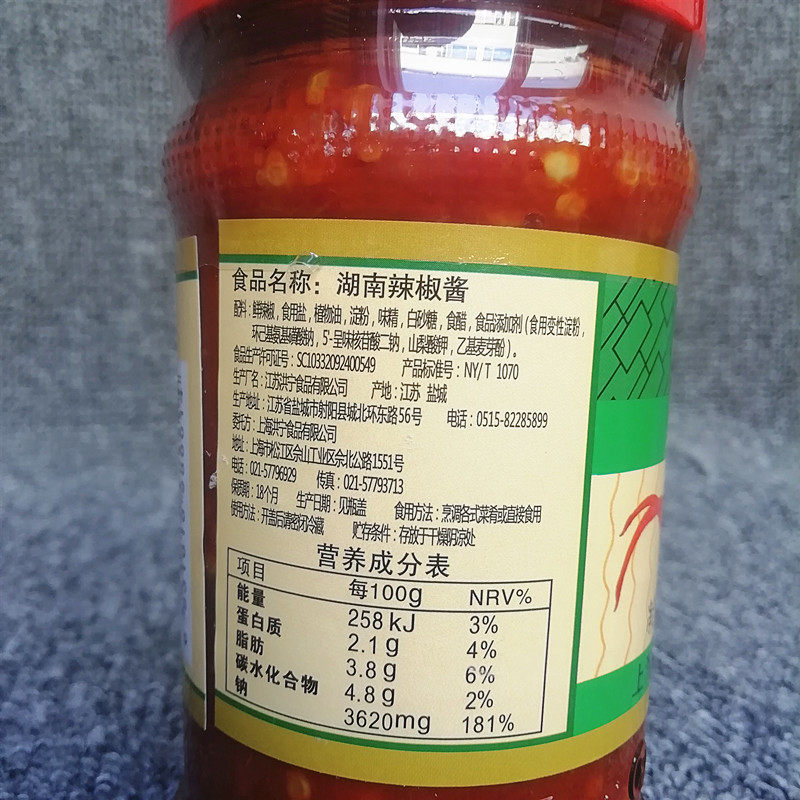 食品名称：湖南辣椒酱
配料：鲜辣椒，食用盐，植物油，淀粉，味精，白砂糖，食醋，食品添加剂（食用变性淀粉，
环己基氨基磺酸钠，5'-呈味核苷酸二钠，山梨酸钾，乙基麦芽酚）。
食品生产许可证号：SC10332092400549 产品标准号：NY/T 1070
生产厂名：江苏洪宁食品有限公司 产地：江苏 盐城
生产地址：江苏省盐城市射阳县城北环东路56号 电话：0515-82285899
委托方：上海洪宁食品有限公司
地址：上海市松江区佘山工业区佘北公路1551号
电话：021-57796929 传真：021-57793713
保质期：18个月 生产日期：见瓶盖 食用方法：烹调各式菜肴或直接食用
使用方法：开盖后请密闭冷藏 贮存条件：存放于干燥阴凉处
营养成分表
项目 每100g NRV%
能量 258kJ 3%
蛋白质 2.1g 4%
脂肪 3.8g 6%
碳水化合物 4.8g 2%
钠 3620mg 181%
上